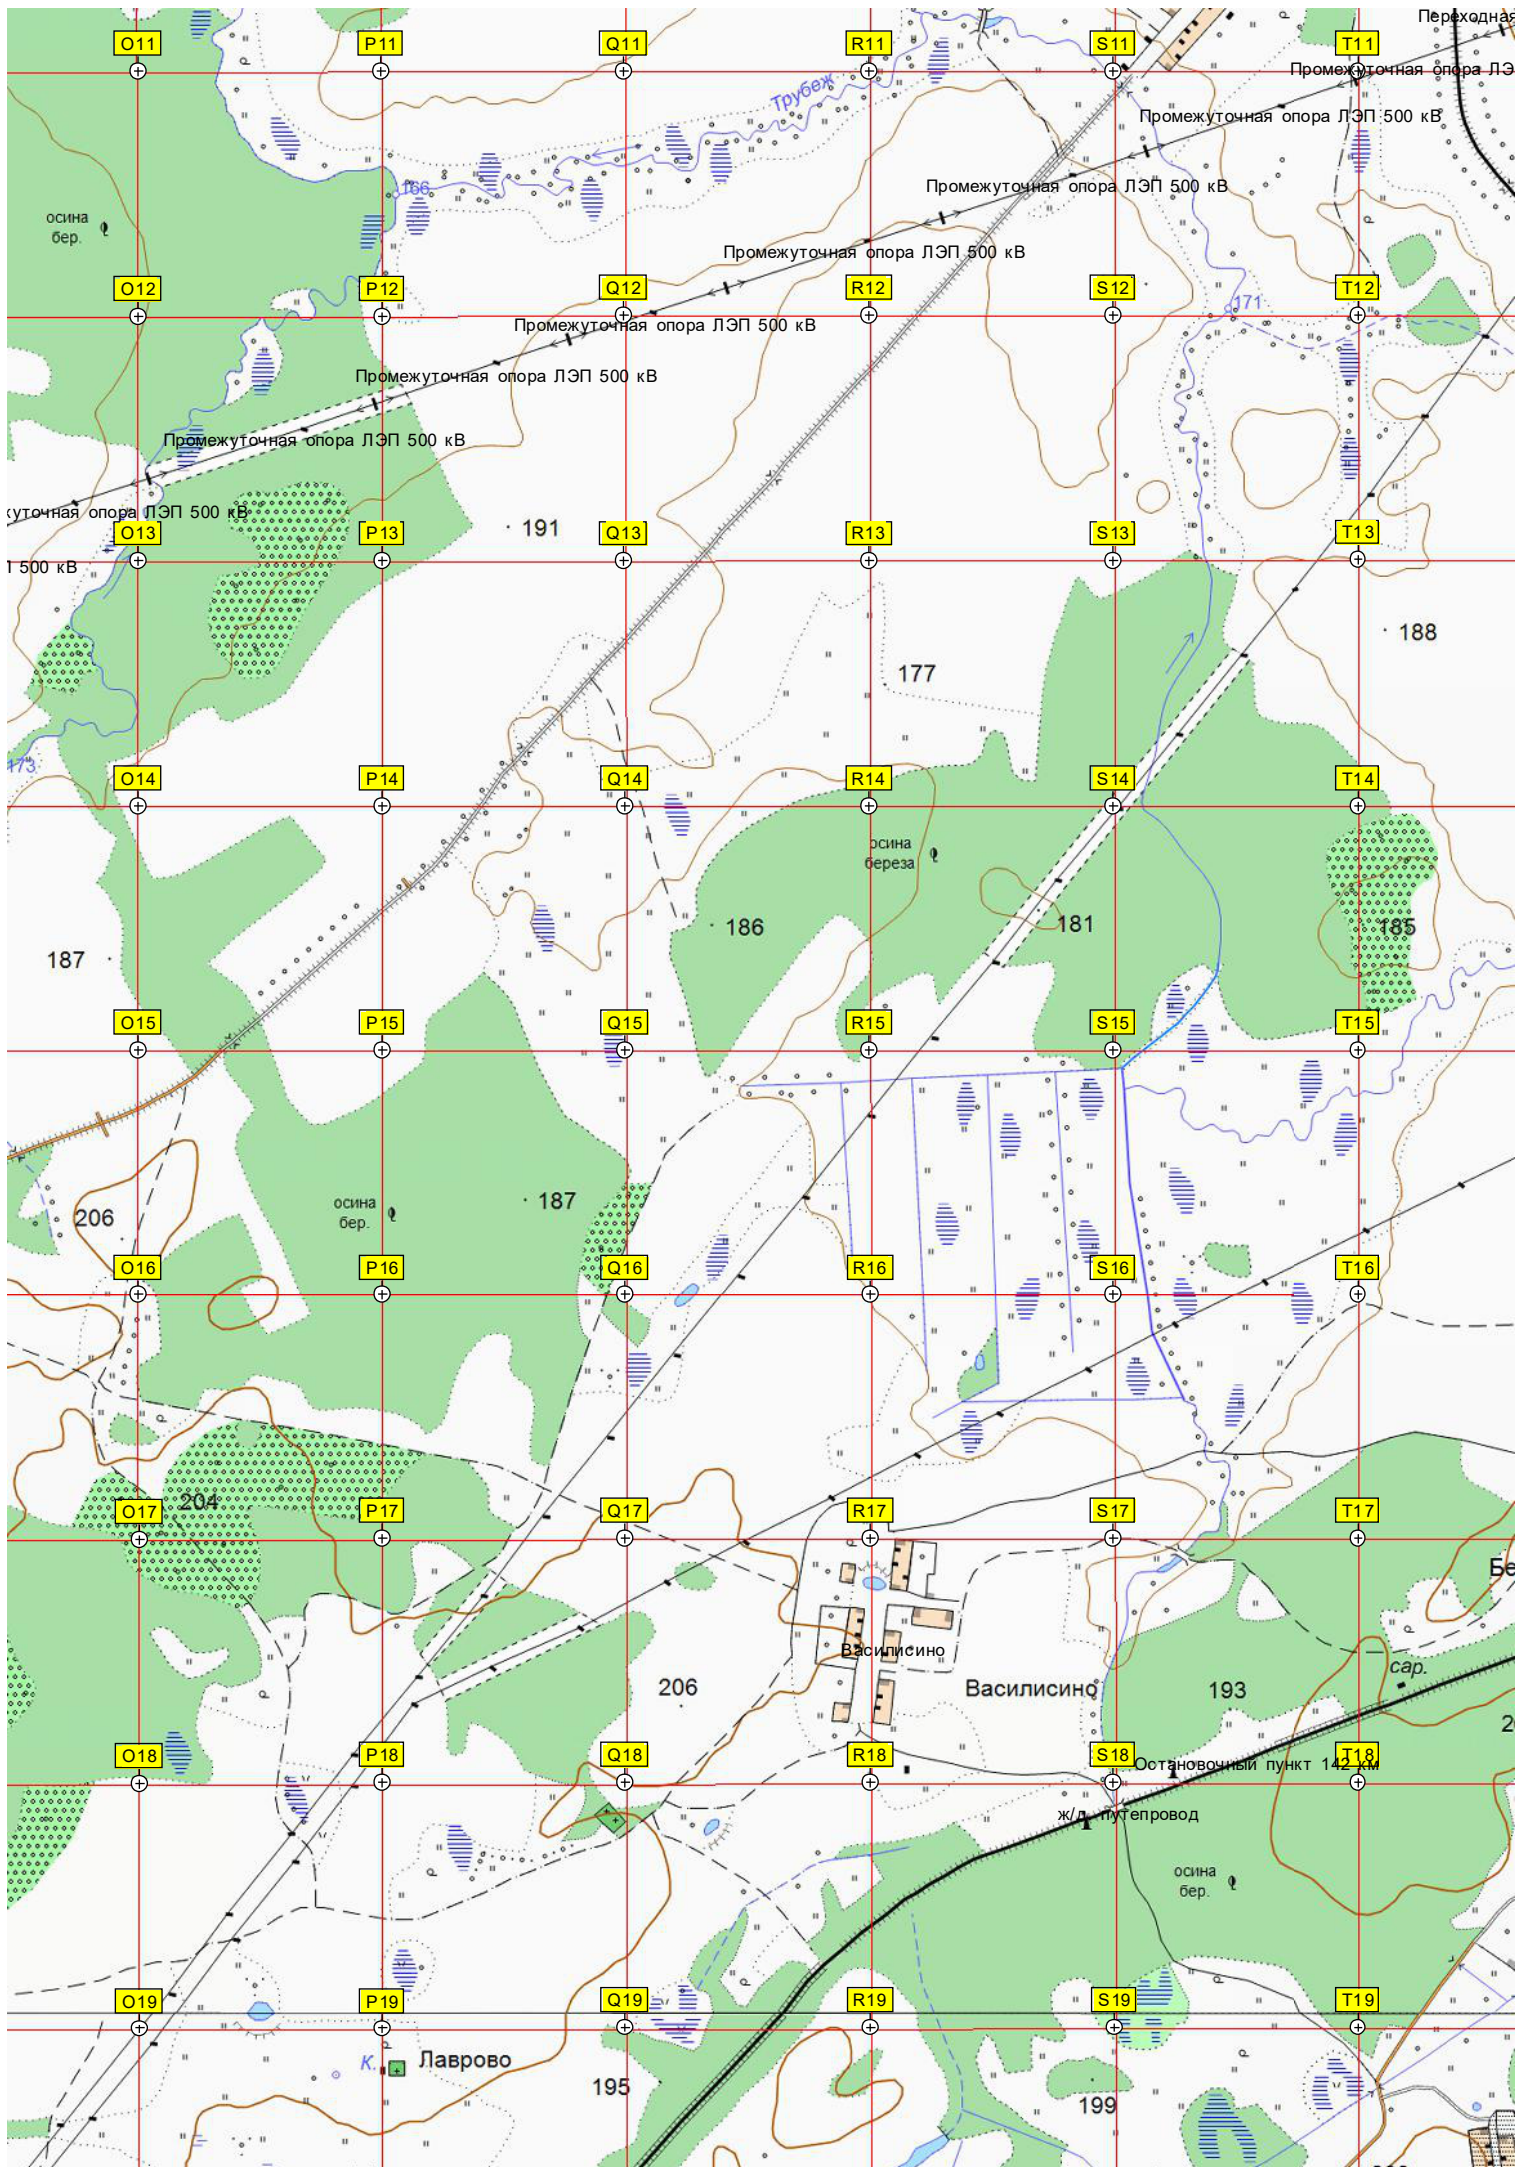 Переходная
O11 P11 Q11 R11 S11 T11
Промежуточная опора ЛЭ
Трубеж
Промежуточная опора ЛЭП 500 кВ
166
Промежуточная опора ЛЭП 500 кВ
осина
бер.
Промежуточная опора ЛЭП 500 кВ
O12 P12 Q12 R12 S12 T12
171
Промежуточная опора ЛЭП 500 кВ
Промежуточная опора ЛЭП 500 кВ
Промежуточная опора ЛЭП 500 кВ
жуточная опора ЛЭП 500 кВ
O13 P13 191 Q13 R13 S13 T13
П 500 кВ
188
177
173
O14 P14 Q14 R14 S14 T14
осина
береза
186 181 185
187
O15 P15 Q15 R15 S15 T15
осина
бер.
187
206
O16 P16 Q16 R16 S16 T16
204
O17 P17 Q17 R17 S17 T17
Бе
Василисино
сар.
206 Василисино 193
2
O18 P18 Q18 R18 S18 T18
Остановочный пункт 142 км
ж/д путепровод
осина
бер.
O19 P19 Q19 R19 S19 T19
К. Лаврово
195
199